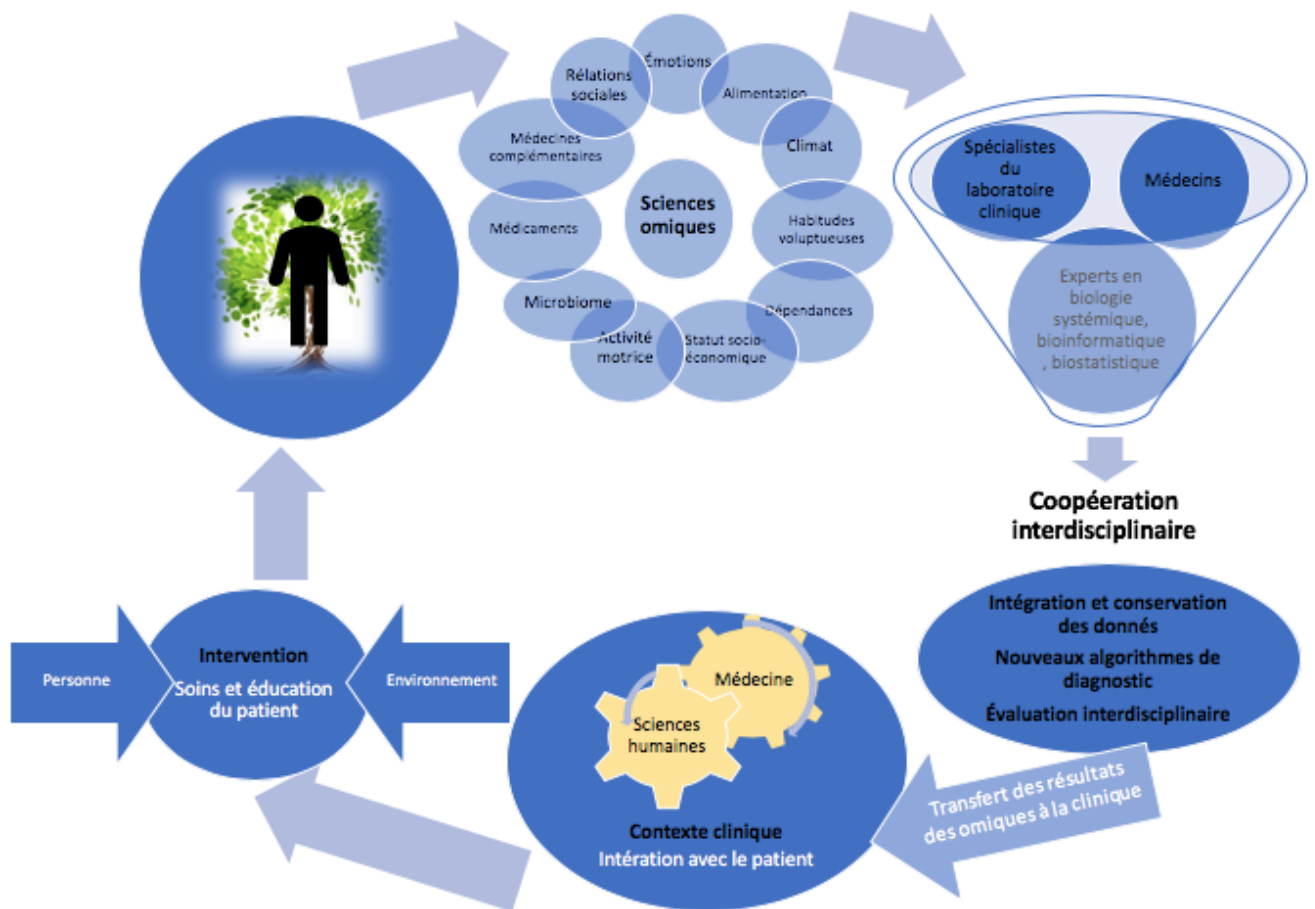 Émotions
Rélations
sociales
Alimentation
Médecines
complémentaires
Climat
Sciences
omiques
Médicaments
Habitudes
voluptueuses
Microbiome
Dépendances
Activité
motrice
Statut socio-
économique
Spécialistes
du
laboratoire
clinique
Médecins
Experts en
biologie
systémique,
bioinformatique
, biostatistique
Coopéeration
interdisciplinaire
Intégration et conservation
des donnés
Nouveaux algorithmes de
diagnostic
Évaluation interdisciplinaire
Transfert des résultats
des omiques à la clinique
Médecine
Sciences
humaines
Contexte clinique
Intération avec le patient
Personne
Intervention
Soins et éducation
du patient
Environnement